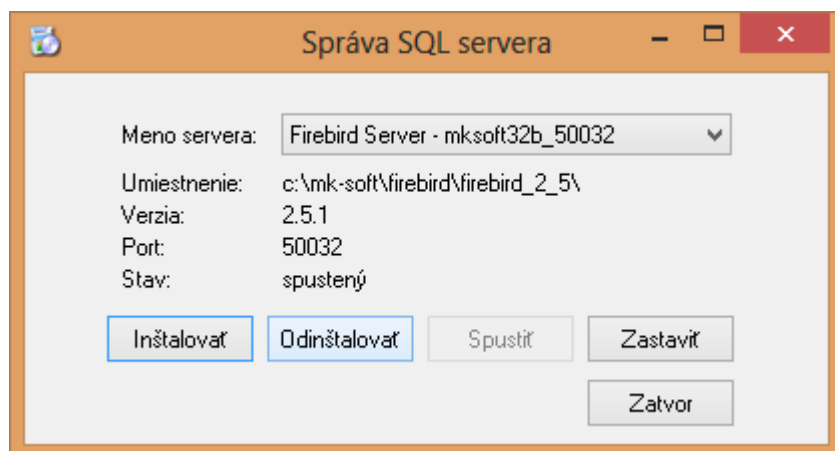 Správa SQL servera
Meno servera: Firebird Server - mksoft32b_50032
Umiestnenie: c:\mk-soft\firebird\firebird_2_5\
Verzia: 2.5.1
Port: 50032
Stav: spustený
Inštalovať Odinštalovať Spustiť Zastaviť
Zatvor